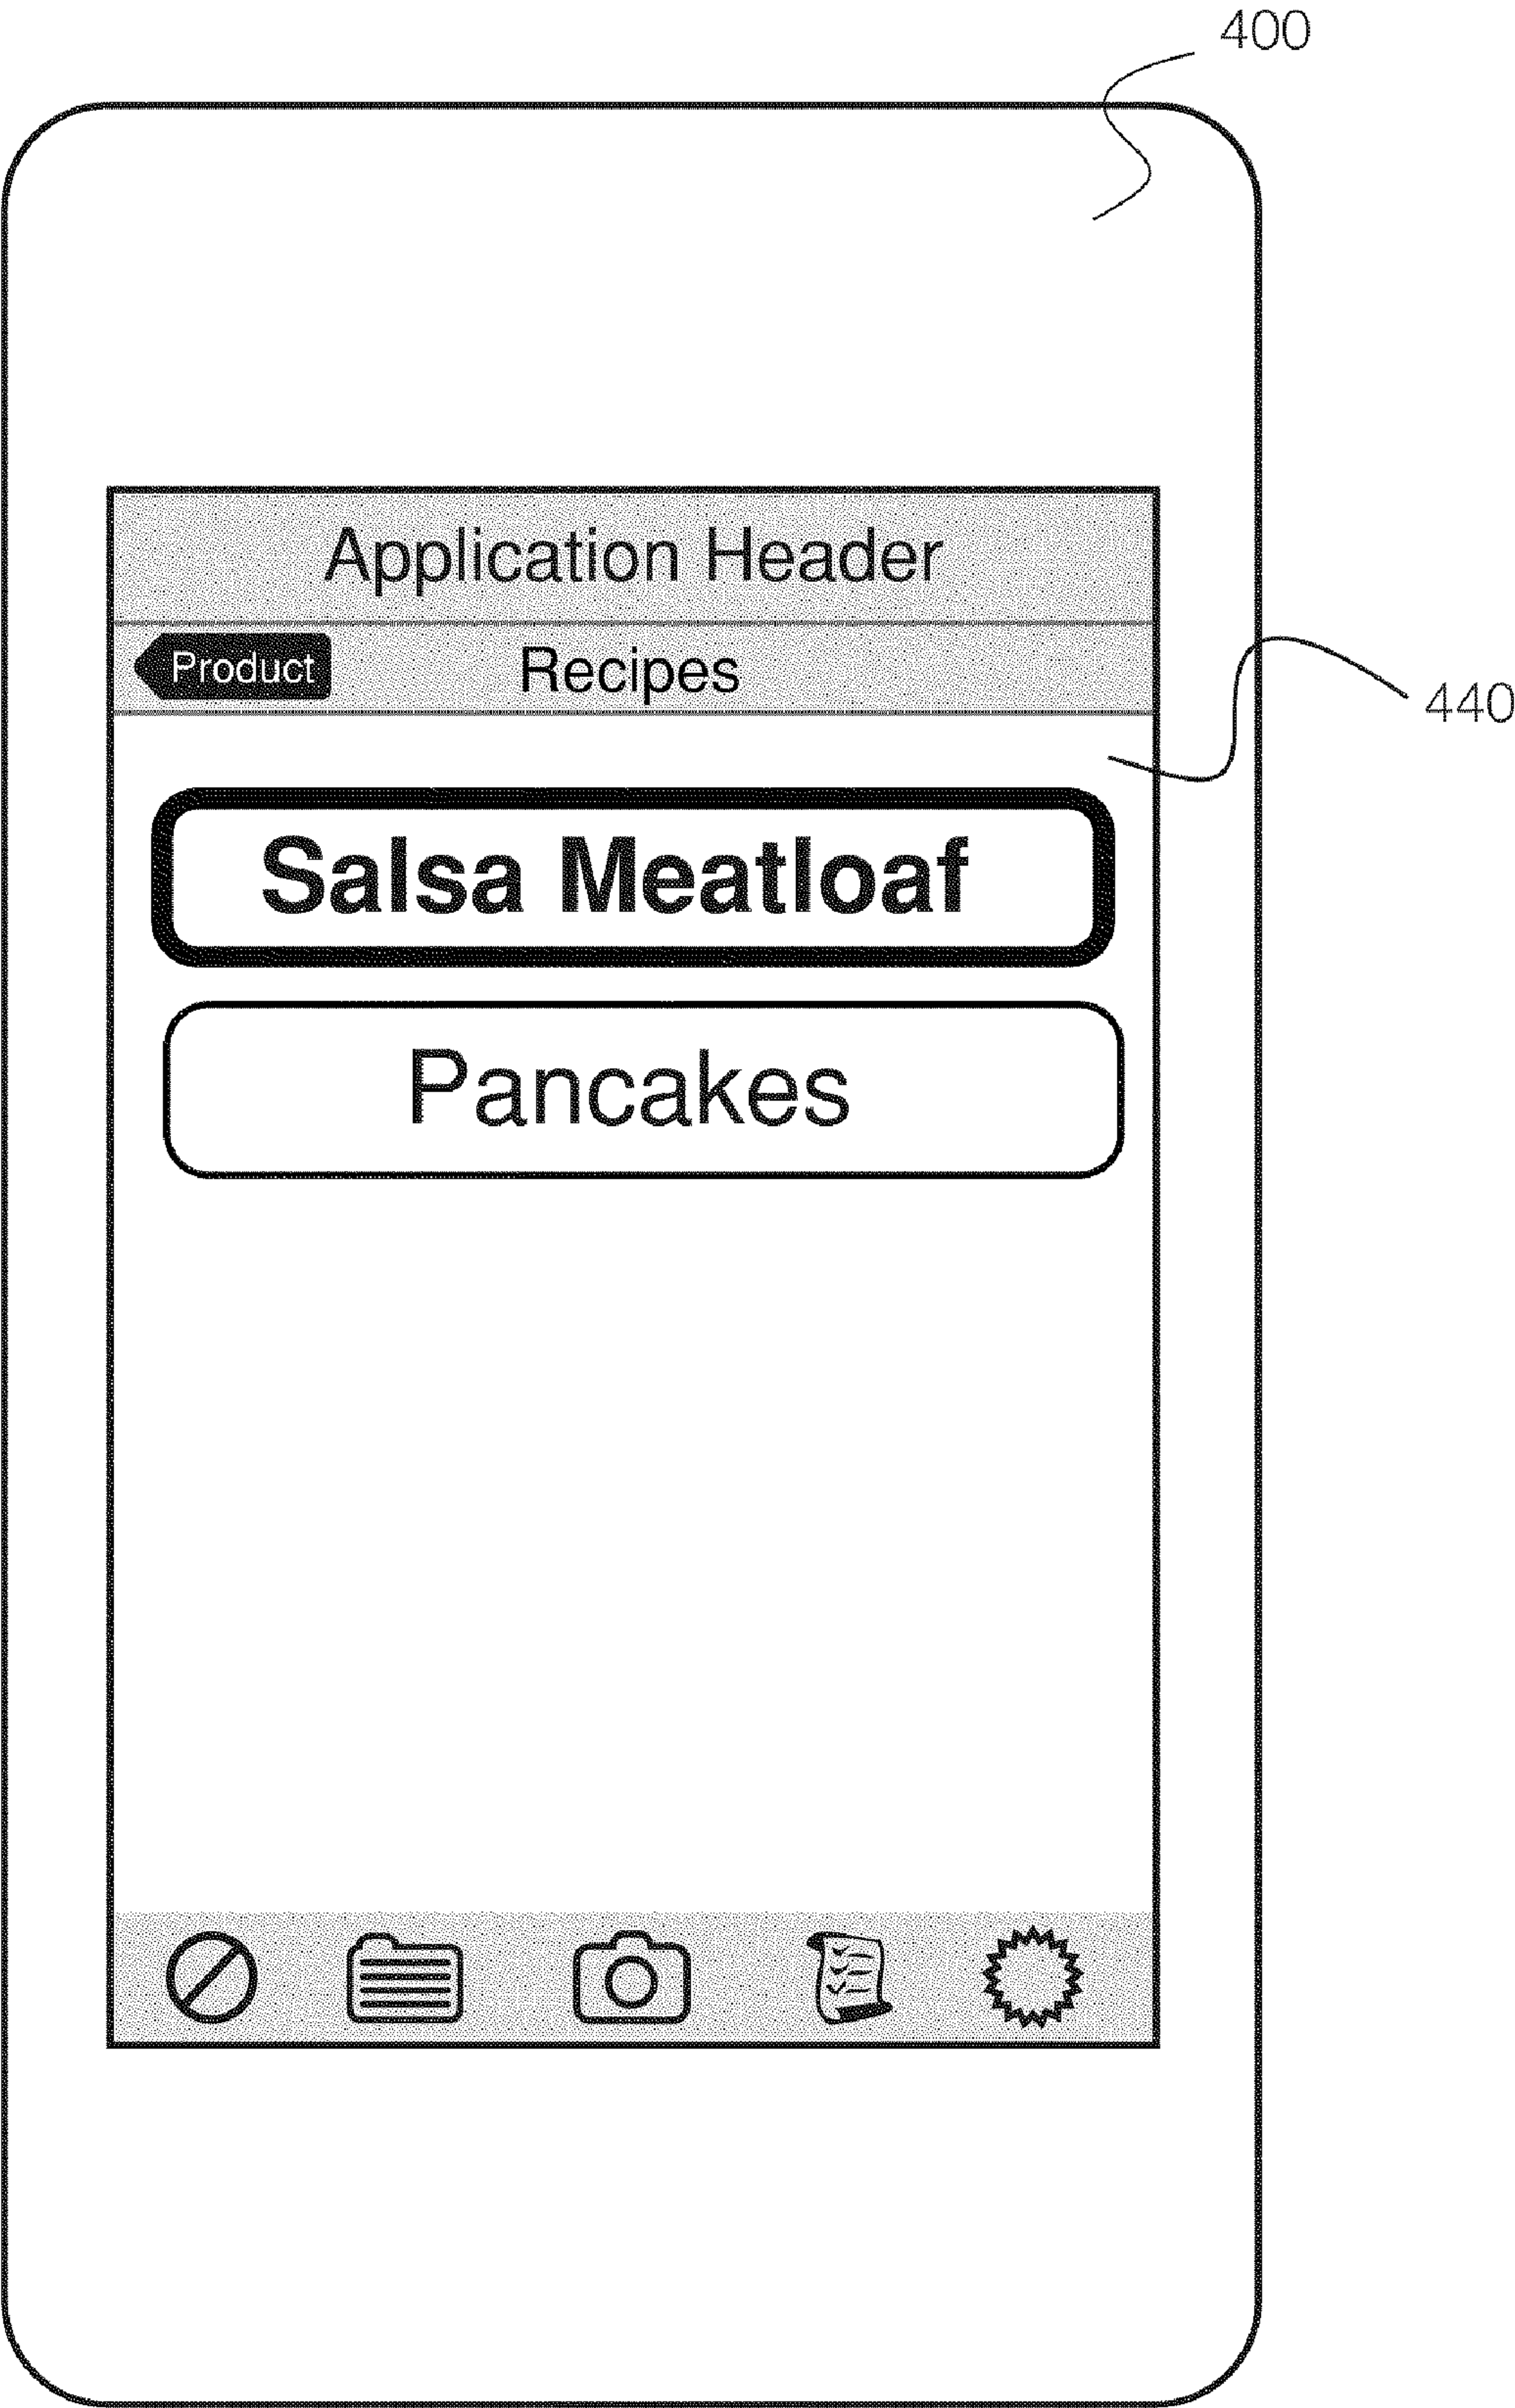 400
Application Header
Product Recipes
440
Salsa Meatloaf
Pancakes